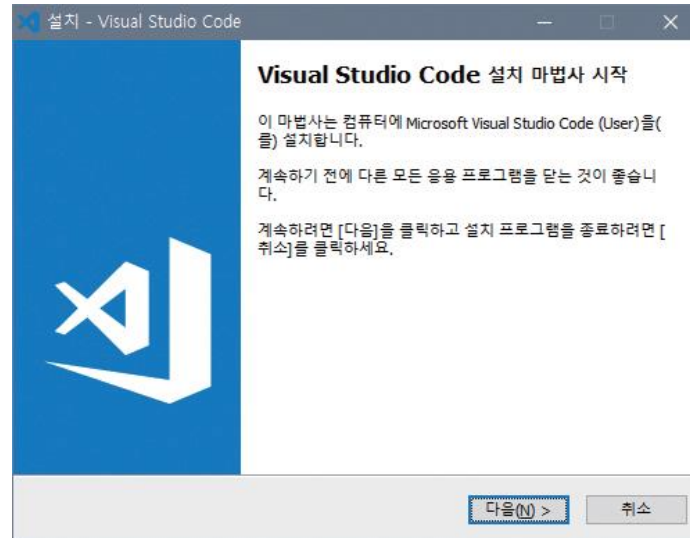 설치 - Visual Studio Code
Visual Studio Code 설치 마법사 시작
이 마법사는 컴퓨터에 Microsoft Visual Studio Code (User)을(
를) 설치합니다.
계속하기 전에 다른 모든 응용 프로그램을 닫는 것이 좋습니
다.
계속하려면 [다음]을 클릭하고 설치 프로그램을 종료하려면 [
취소]를 클릭하세요.
다음(N) > 취소